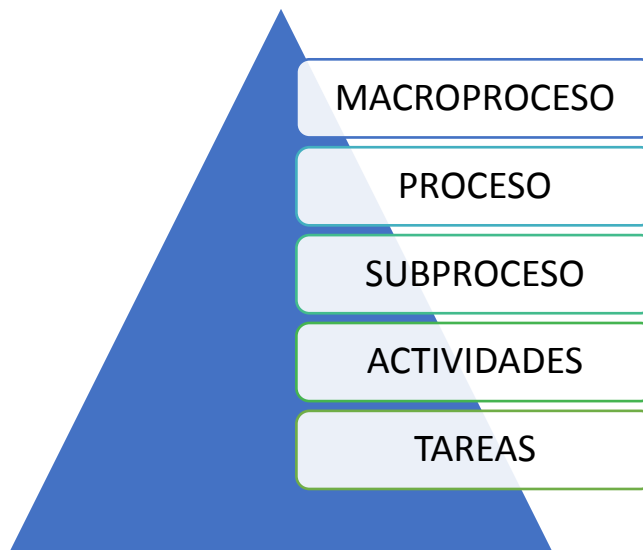 MACROPROCESO
PROCESO
SUBPROCESO
ACTIVIDADES
TAREAS